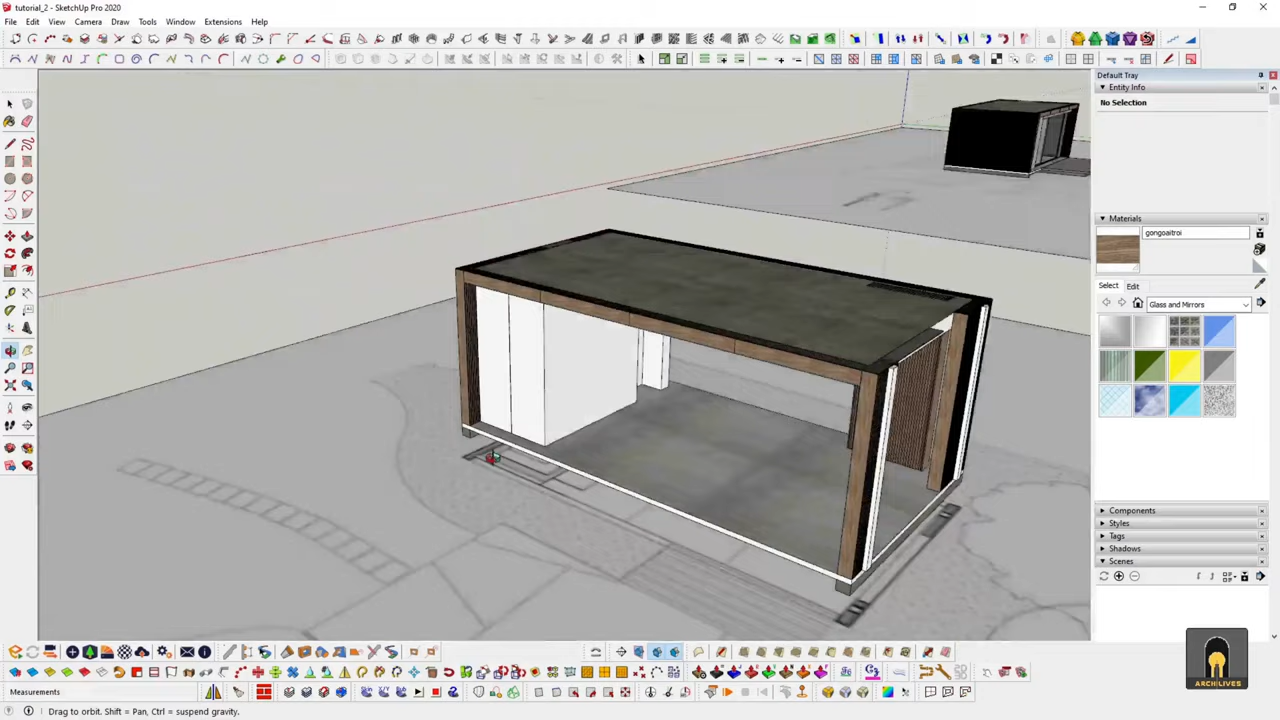 tutorial_2 - SketchUp Pro 2020
File Edit View Camera Draw Tools Window Extensions Help
Default Tray
Entity Info
No Selection
Materials
gongoaitroi
Select Edit
Glass and Mirrors
Components
Styles
Tags
Shadows
Scenes
ARCHILIVES
Measurements
Drag to orbit. Shift = Pan, Ctrl = suspend gravity.